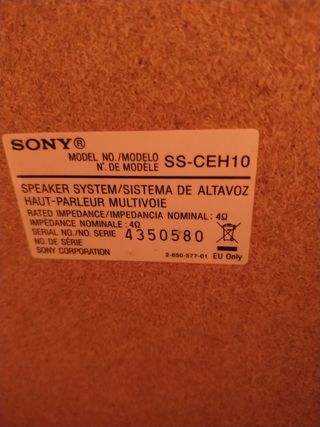 SONY®
MODEL NO./MODELO
N°. DE MODÈLE SS-CEH10
SPEAKER SYSTEM/SISTEMA DE ALTAVOZ
HAUT-PARLEUR MULTIVOIE
RATED IMPEDANCE/IMPEDANCIA NOMINAL: 4Ω
IMPÉDANCE NOMINALE: 4Ω
SERIAL NO./NO. SERIE 4350580
NO. DE SÉRIE
SONY CORPORATION 2-650-577-01 EU Only